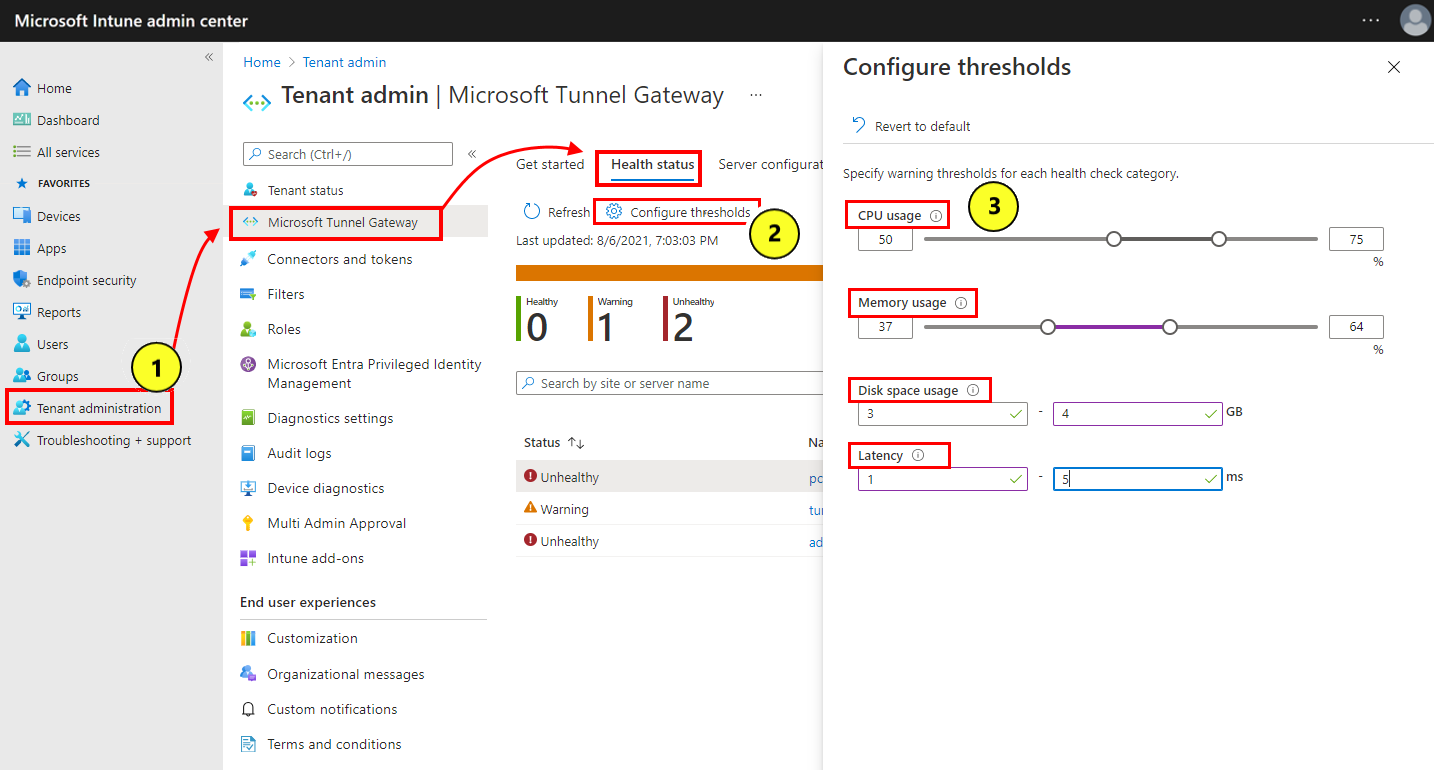 Microsoft Intune admin center
...
«
Home
Dashboard
All services
FAVORITES
Devices
Apps
Endpoint security
Reports
Users
Groups
1
Tenant administration
Troubleshooting + support
Home > Tenant admin
Tenant admin | Microsoft Tunnel Gateway ...
Search (Ctrl+/) «
Tenant status
Microsoft Tunnel Gateway
Connectors and tokens
Filters
Roles
Microsoft Entra Privileged Identity
Management
Diagnostics settings
Audit logs
Device diagnostics
Multi Admin Approval
Intune add-ons
End user experiences
Customization
Organizational messages
Custom notifications
Terms and conditions
Get started Health status Server configurat
Refresh Configure thresholds
2
Last updated: 8/6/2021, 7:03:03 PM
Healthy Warning Unhealthy
0 1 2
Search by site or server name
Status ↑↓ Na
Unhealthy po
Warning tu
Unhealthy ad
Configure thresholds
Revert to default
Specify warning thresholds for each health check category.
3
CPU usage
50 75
%
Memory usage
37 64
%
Disk space usage
3 - 4 GB
Latency
1 - 5 ms